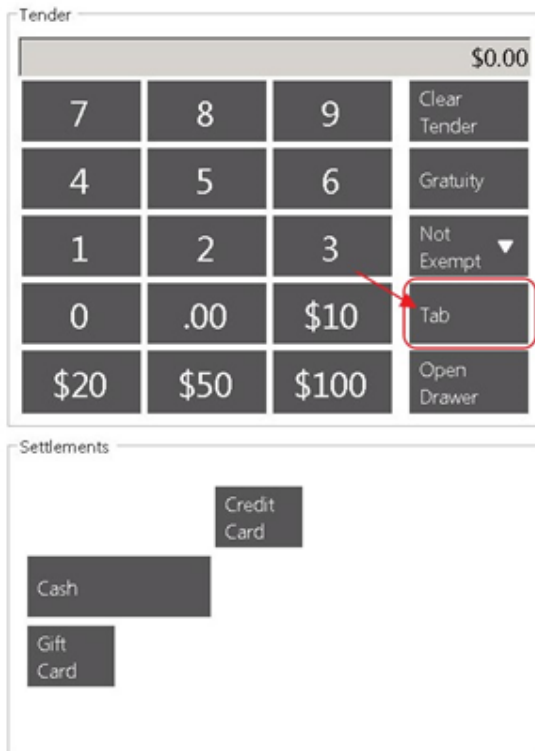 Tender
$0.00
7 8 9 Clear
Tender
4 5 6 Gratuity
1 2 3 Not
Exempt
0 .00 $10 Tab
$20 $50 $100 Open
Drawer
Settlements
Credit
Card
Cash
Gift
Card